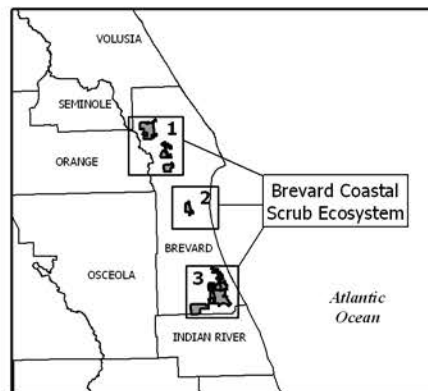 VOLUSIA
SEMINOLE
1
ORANGE
2
Brevard Coastal
Scrub Ecosystem
BREVARD
OSCEOLA
3
Atlantic
Ocean
INDIAN RIVER